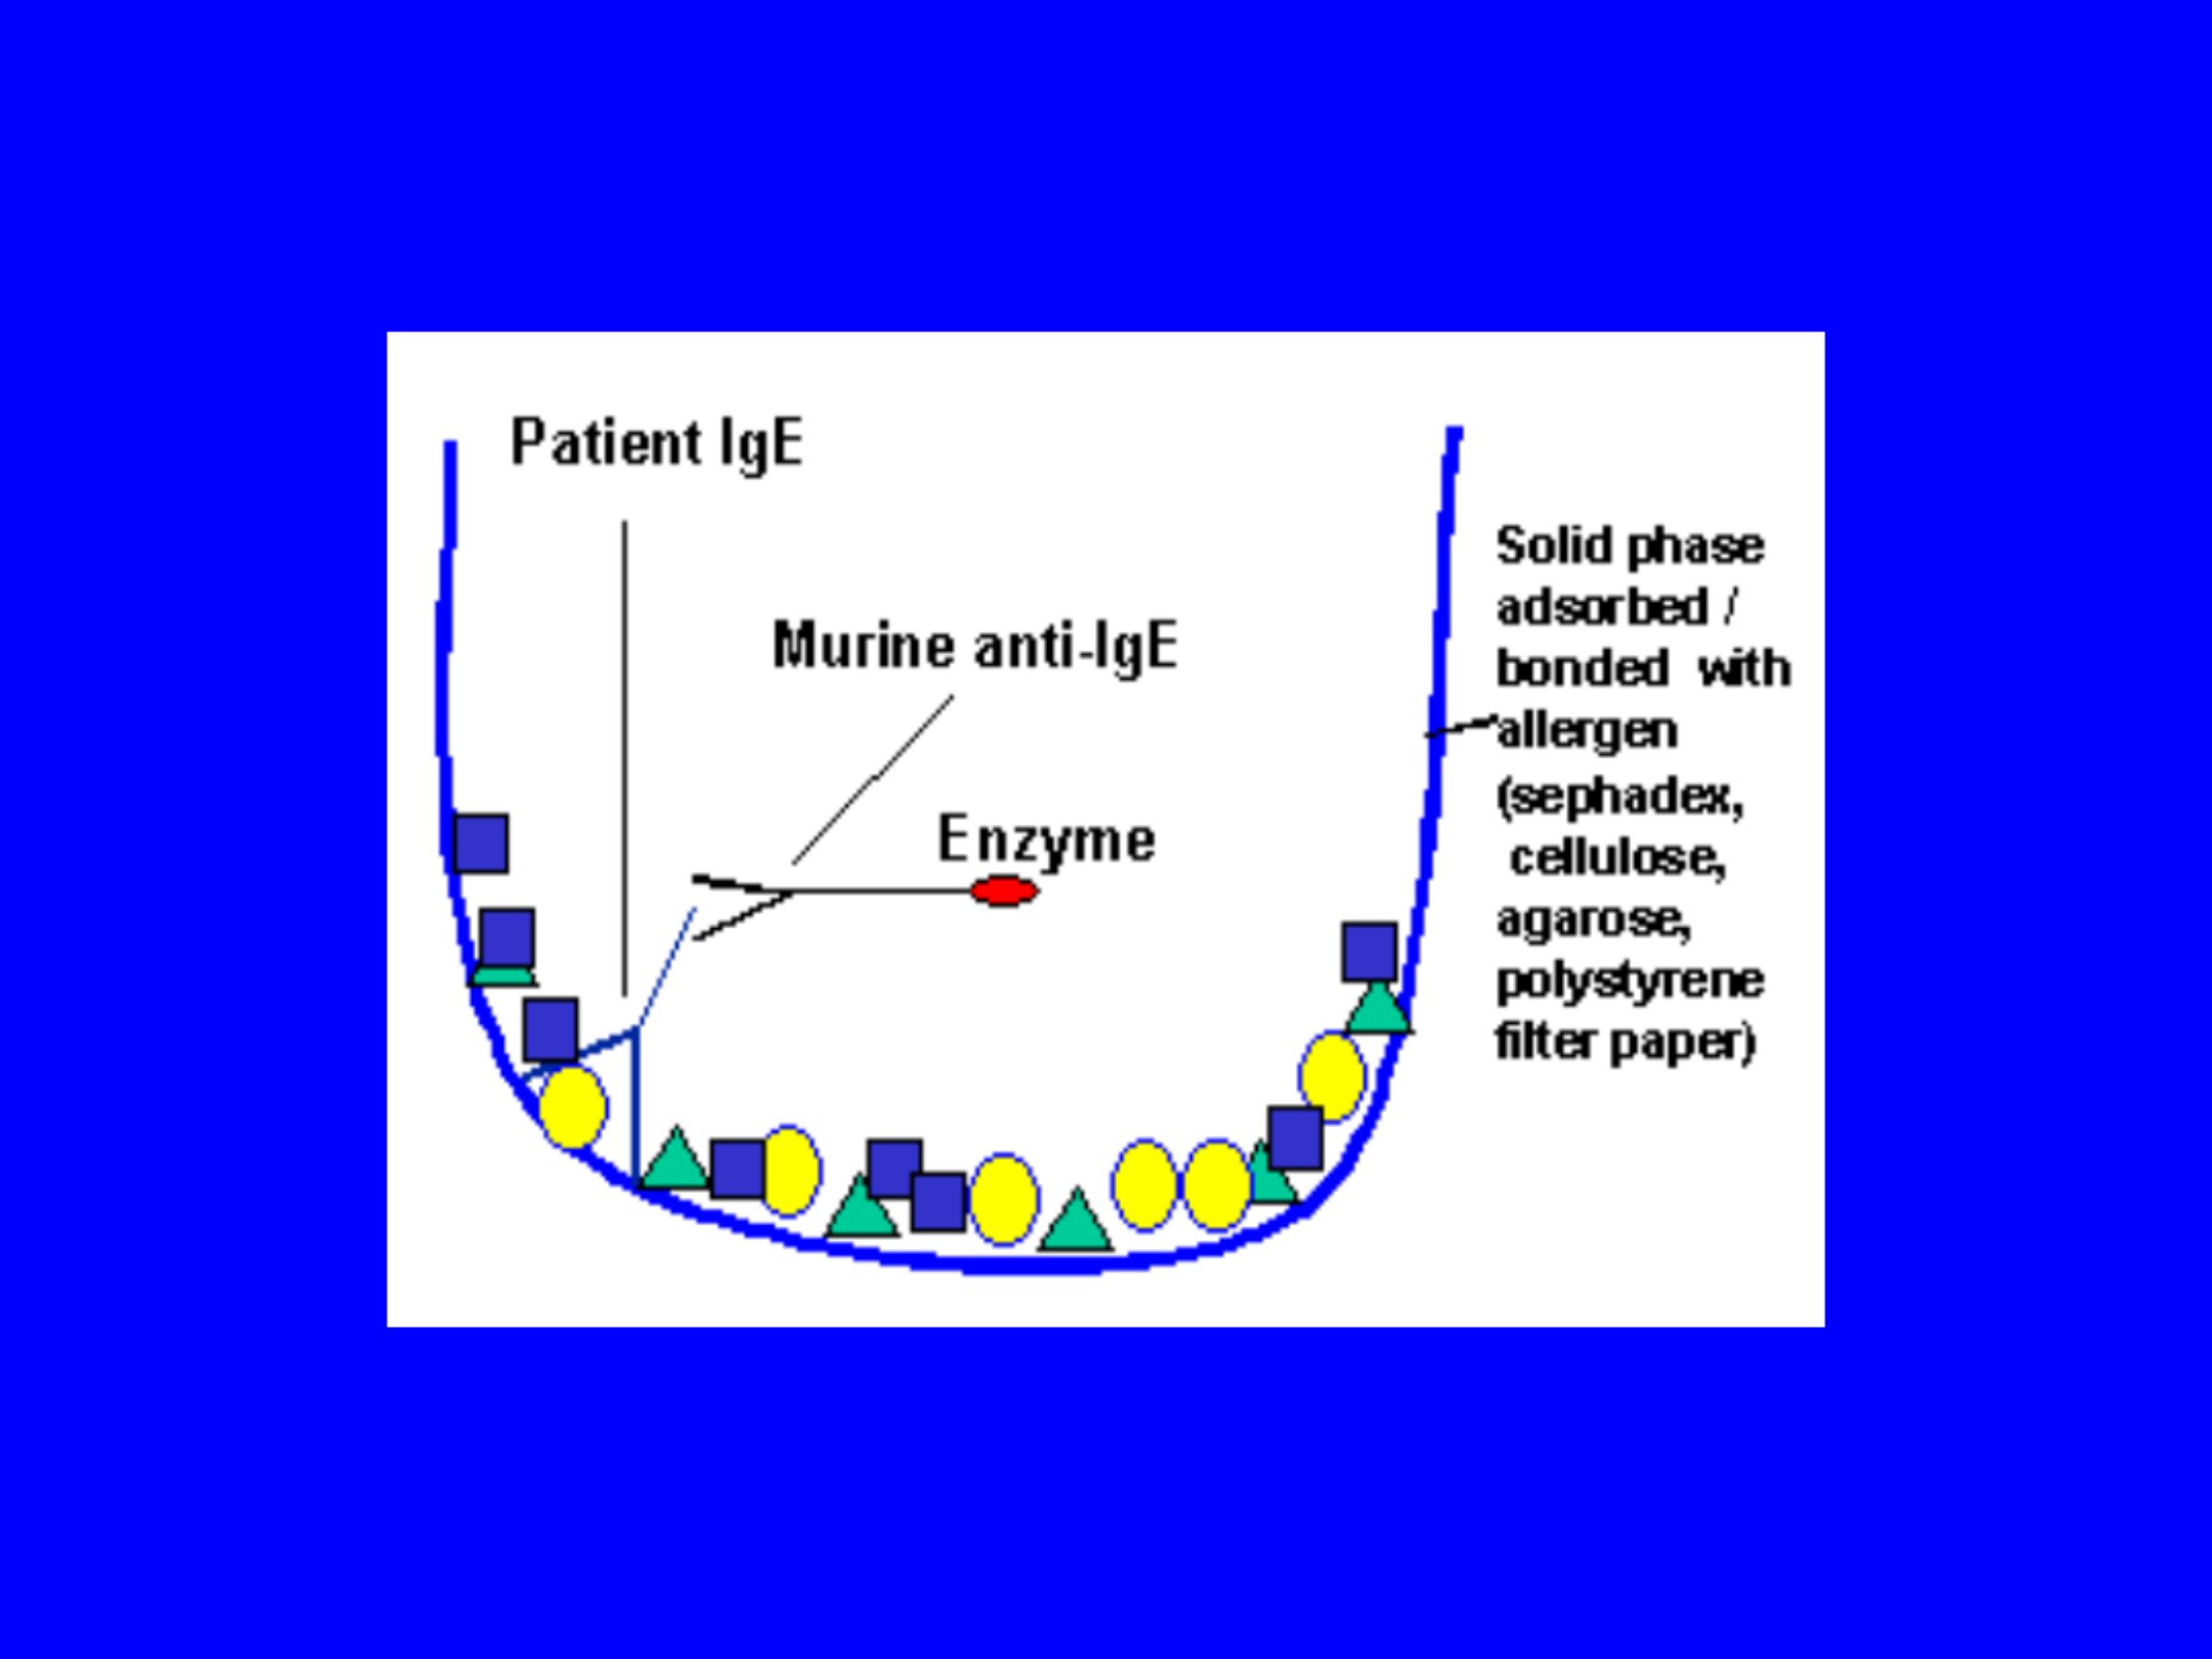 Patient IgE
Murine anti-IgE
Enzyme
Solid phase
adsorbed /
bonded with
allergen
(sephadex,
cellulose,
agarose,
polystyrene
filter paper)